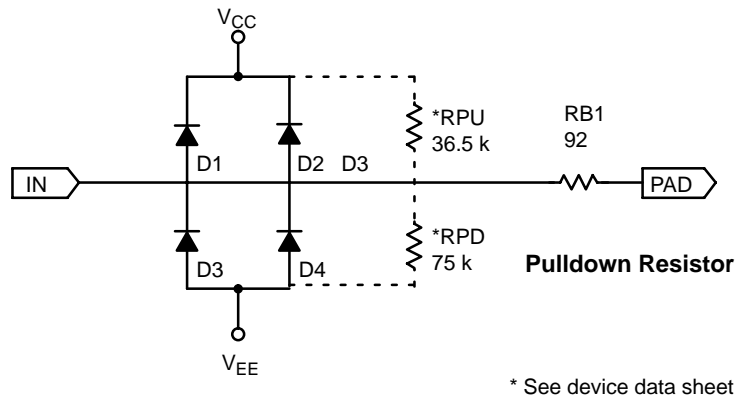 VCC
*RPU
36.5 k
RB1
92
D1
D2
D3
IN
PAD
*RPD
75 k
D3
D4
Pulldown Resistor
VEE
* See device data sheet